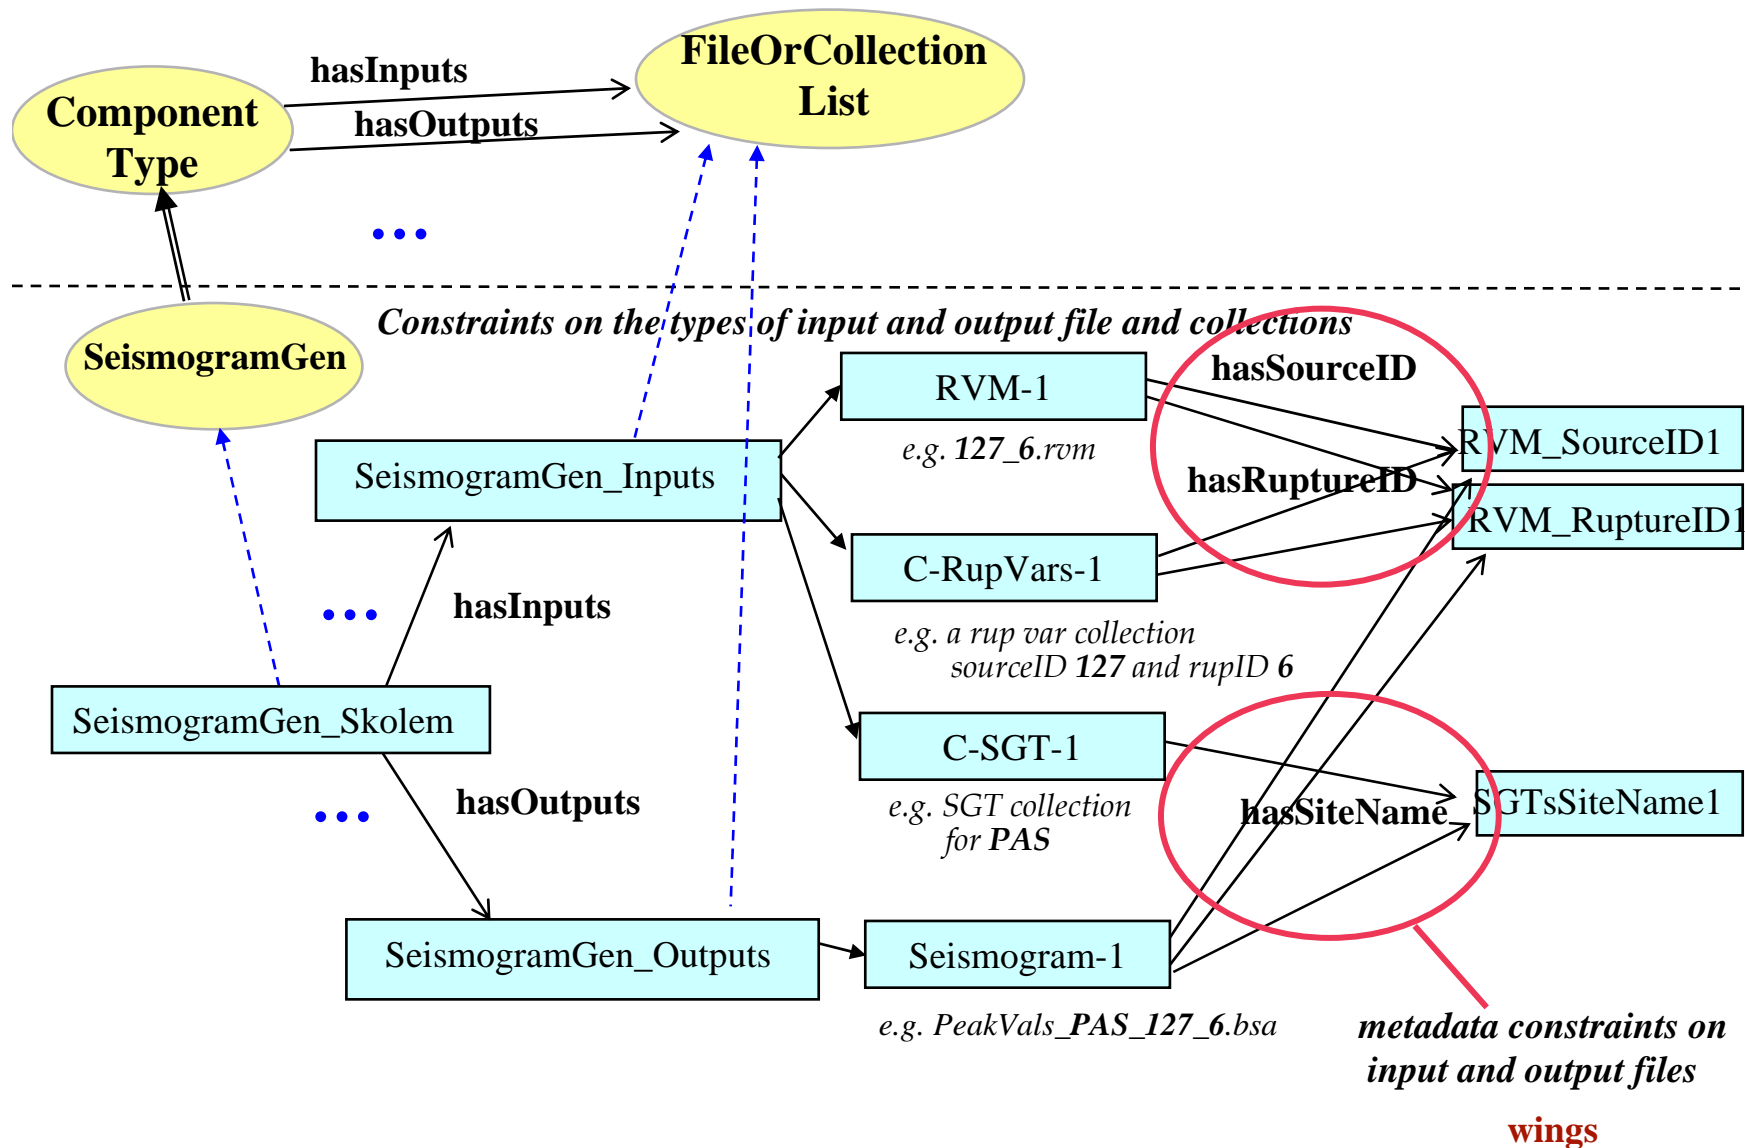 FileOrCollection
List
hasInputs
Component
Type
hasOutputs
...
Constraints on the types of input and output file and collections
SeismogramGen
RVM-1
hasSourceID
e.g. 127_6.rvm
RVM_SourceID1
SeismogramGen_Inputs
hasRuptureID
RVM_RuptureID1
C-RupVars-1
...
hasInputs
e.g. a rup var collection
sourceID 127 and rupID 6
SeismogramGen_Skolem
C-SGT-1
...
hasOutputs
e.g. SGT collection
for PAS
hasSiteName
SGTsSiteName1
SeismogramGen_Outputs
Seismogram-1
e.g. PeakVals_PAS_127_6.bsa
metadata constraints on
input and output files
wings